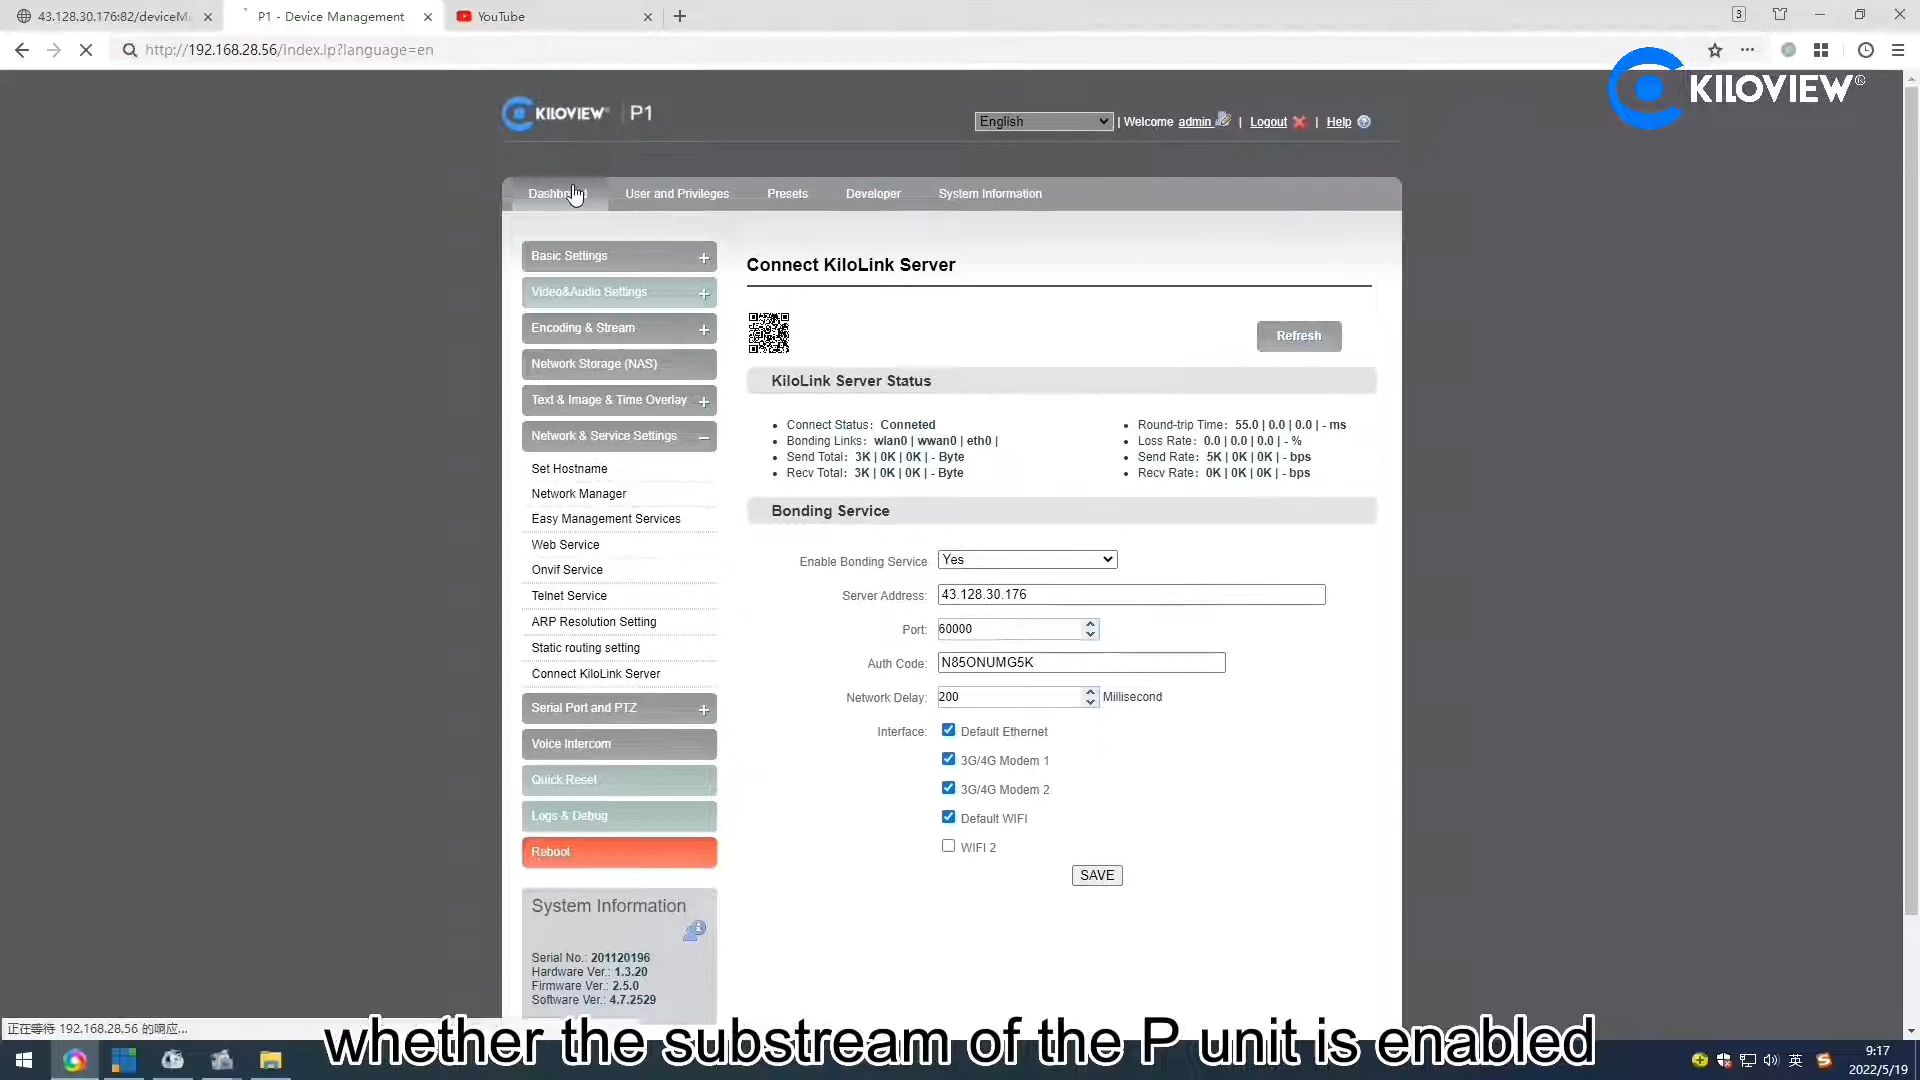 43.128.30.176:82/deviceM
P1 - Device Management
YouTube
3
http://192.168.28.56/index.lp?language=en
KILOVIEW®
KILOVIEW® | P1
English | Welcome admin | Logout | Help
Dashb
User and Privileges
Presets
Developer
System Information
Basic Settings
Video&Audio Settings
Encoding & Stream
Network Storage (NAS)
Text & Image & Time Overlay
Network & Service Settings
Set Hostname
Network Manager
Easy Management Services
Web Service
Onvif Service
Telnet Service
ARP Resolution Setting
Static routing setting
Connect KiloLink Server
Serial Port and PTZ
Voice Intercom
Quick Reset
Logs & Debug
Reboot
System Information
Serial No.: 201120196
Hardware Ver.: 1.3.20
Firmware Ver.: 2.5.0
Software Ver.: 4.7.2529
Connect KiloLink Server
Refresh
KiloLink Server Status
Connect Status: Conneted
Bonding Links: wlan0 | wwan0 | eth0 |
Send Total: 3K | 0K | 0K | - Byte
Recv Total: 3K | 0K | 0K | - Byte
Round-trip Time: 55.0 | 0.0 | 0.0 | - ms
Loss Rate: 0.0 | 0.0 | 0.0 | - %
Send Rate: 5K | 0K | 0K | - bps
Recv Rate: 0K | 0K | 0K | - bps
Bonding Service
Enable Bonding Service Yes
Server Address: 43.128.30.176
Port: 60000
Auth Code: N85ONUMG5K
Network Delay: 200 Millisecond
Interface: Default Ethernet
3G/4G Modem 1
3G/4G Modem 2
Default WIFI
WIFI 2
SAVE
正在等待 192.168.28.56 的响应...
whether the substream of the P unit is enabled
英
9:17
2022/5/19